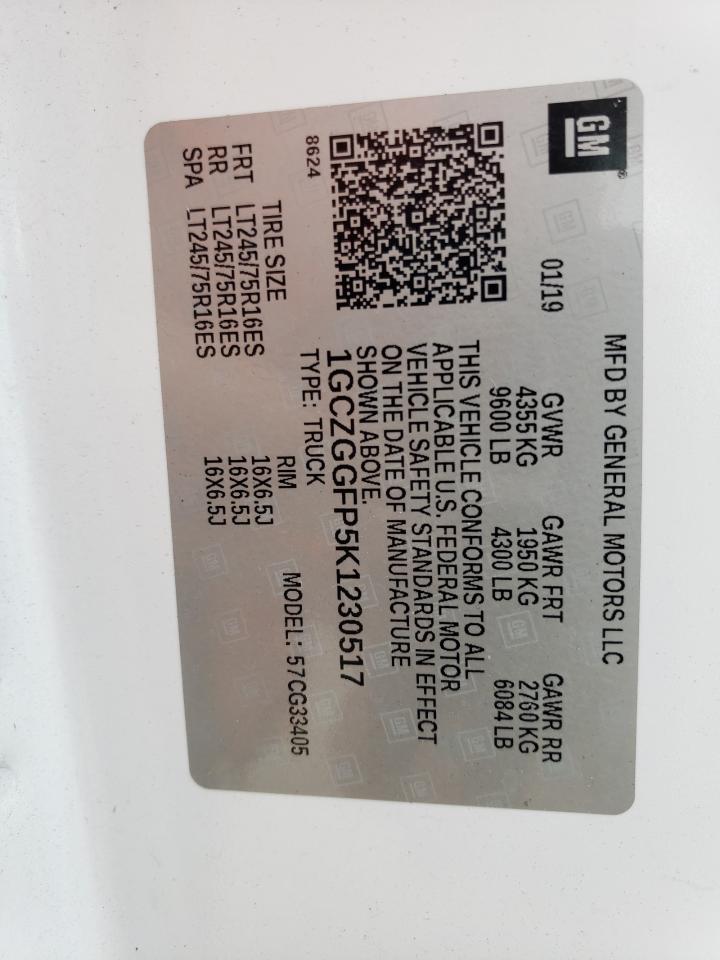 GM®
MFD BY GENERAL MOTORS LLC
01/19
GVWR GAWR FRT GAWR RR
4355 KG 1950 KG 2760 KG
9600 LB 4300 LB 6084 LB
THIS VEHICLE CONFORMS TO ALL
APPLICABLE U.S. FEDERAL MOTOR
VEHICLE SAFETY STANDARDS IN EFFECT
ON THE DATE OF MANUFACTURE
SHOWN ABOVE.
1GCZGGFP5K1230517
8624
TYPE: TRUCK MODEL: 57CG33405
TIRE SIZE RIM
FRT LT245/75R16ES 16X6.5J
RR LT245/75R16ES 16X6.5J
SPA LT245/75R16ES 16X6.5J